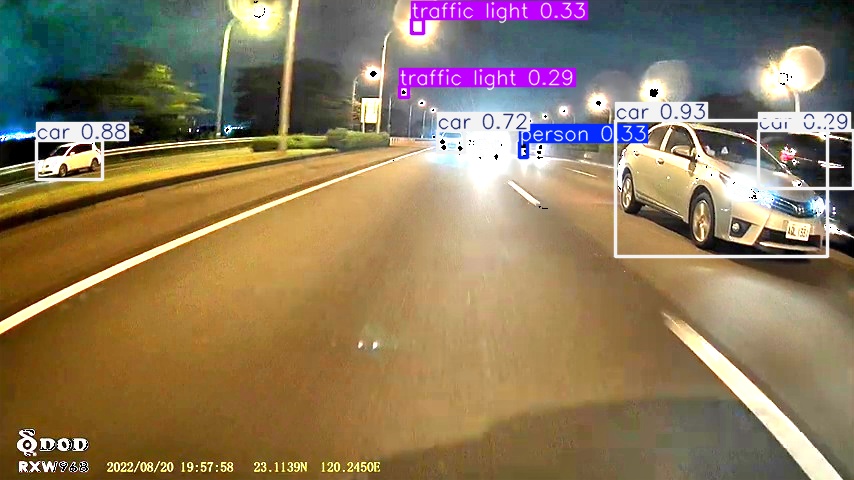 traffic light 0.33
traffic light 0.29
car 0.88
car 0.72
person 0.33
car 0.93
car 0.29
DOD
RXW968
2022/08/20 19:57:58 23.1139N 120.2450E